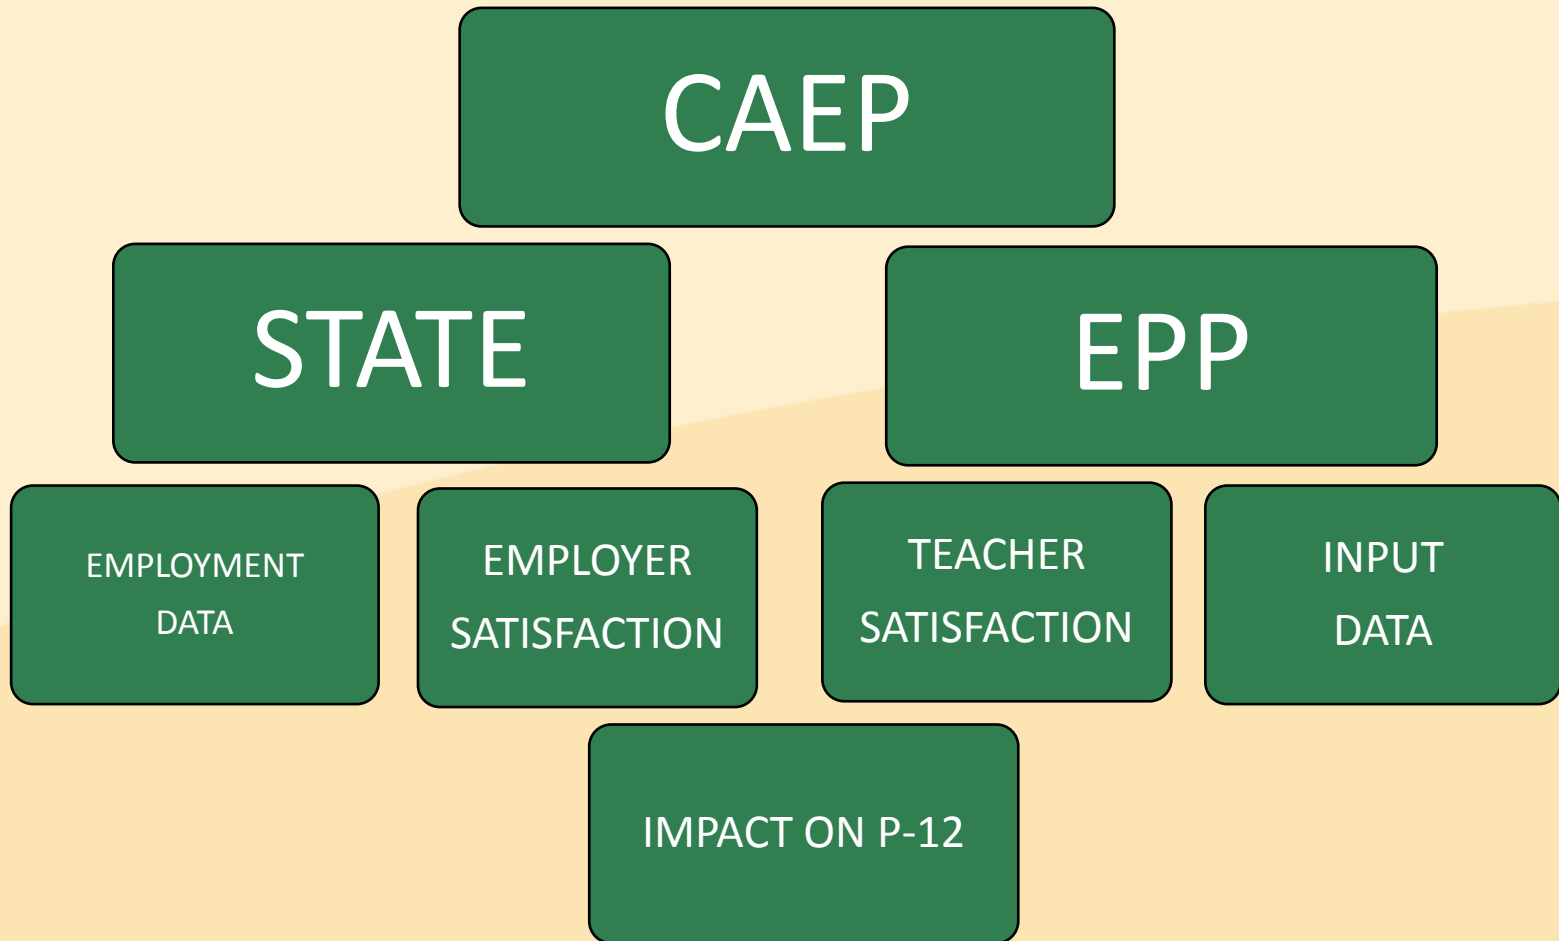 CAEP
STATE
EPP
EMPLOYMENT
DATA
EMPLOYER
SATISFACTION
TEACHER
SATISFACTION
INPUT
DATA
IMPACT ON P-12